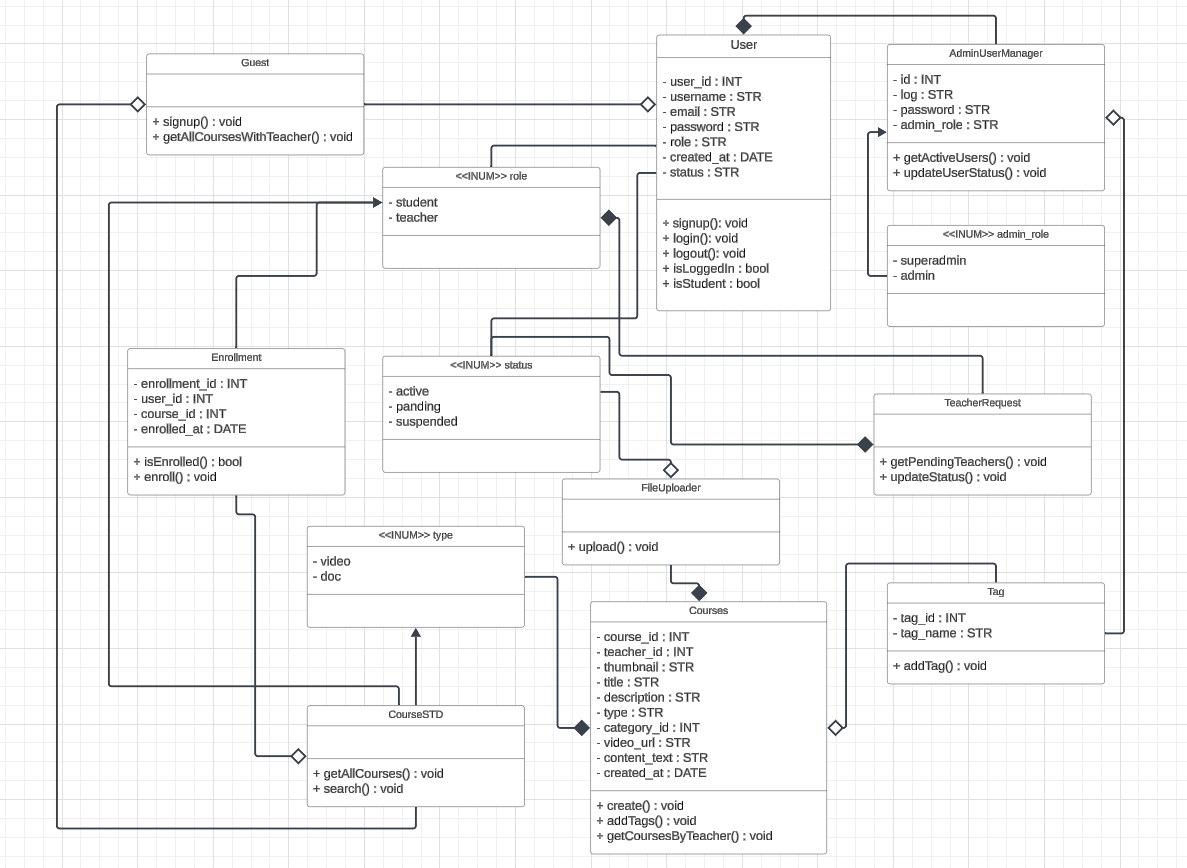 User
- user_id : INT
- username : STR
- email : STR
- password : STR
- role : STR
- created_at : DATE
- status : STR
+ signup(): void
+ login(): void
+ logout(): void
+ isLoggedIn : bool
+ isStudent : bool
AdminUserManager
- id : INT
- log : STR
- password : STR
- admin_role : STR
+ getActiveUsers() : void
+ updateUserStatus() : void
Guest
+ signup() : void
+ getAllCoursesWithTeacher() : void
<<INUM>> role
- student
- teacher
<<INUM>> admin_role
- superadmin
- admin
Enrollment
- enrollment_id : INT
- user_id : INT
- course_id : INT
- enrolled_at : DATE
+ isEnrolled() : bool
+ enroll() : void
<<INUM>> status
- active
- panding
- suspended
TeacherRequest
+ getPendingTeachers() : void
+ updateStatus() : void
FileUploader
+ upload() : void
<<INUM>> type
- video
- doc
Tag
- tag_id : INT
- tag_name : STR
+ addTag() : void
Courses
- course_id : INT
- teacher_id : INT
- thumbnail : STR
- title : STR
- description : STR
- type : STR
- category_id : INT
- video_url : STR
- content_text : STR
- created_at : DATE
+ create() : void
+ addTags() : void
+ getCoursesByTeacher() : void
CourseSTD
+ getAllCourses() : void
+ search() : void